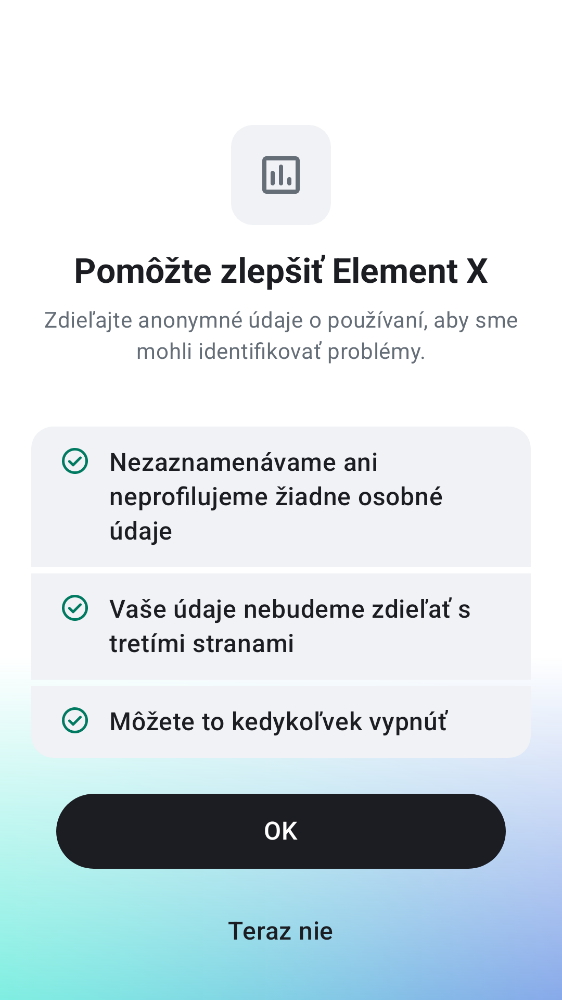 Pomôžte zlepšiť Element X
Zdieľajte anonymné údaje o používaní, aby sme
mohli identifikovať problémy.
Nezaznamenávame ani
neprofilujeme žiadne osobné
údaje
Vaše údaje nebudeme zdieľať s
tretími stranami
Môžete to kedykoľvek vypnúť
OK
Teraz nie